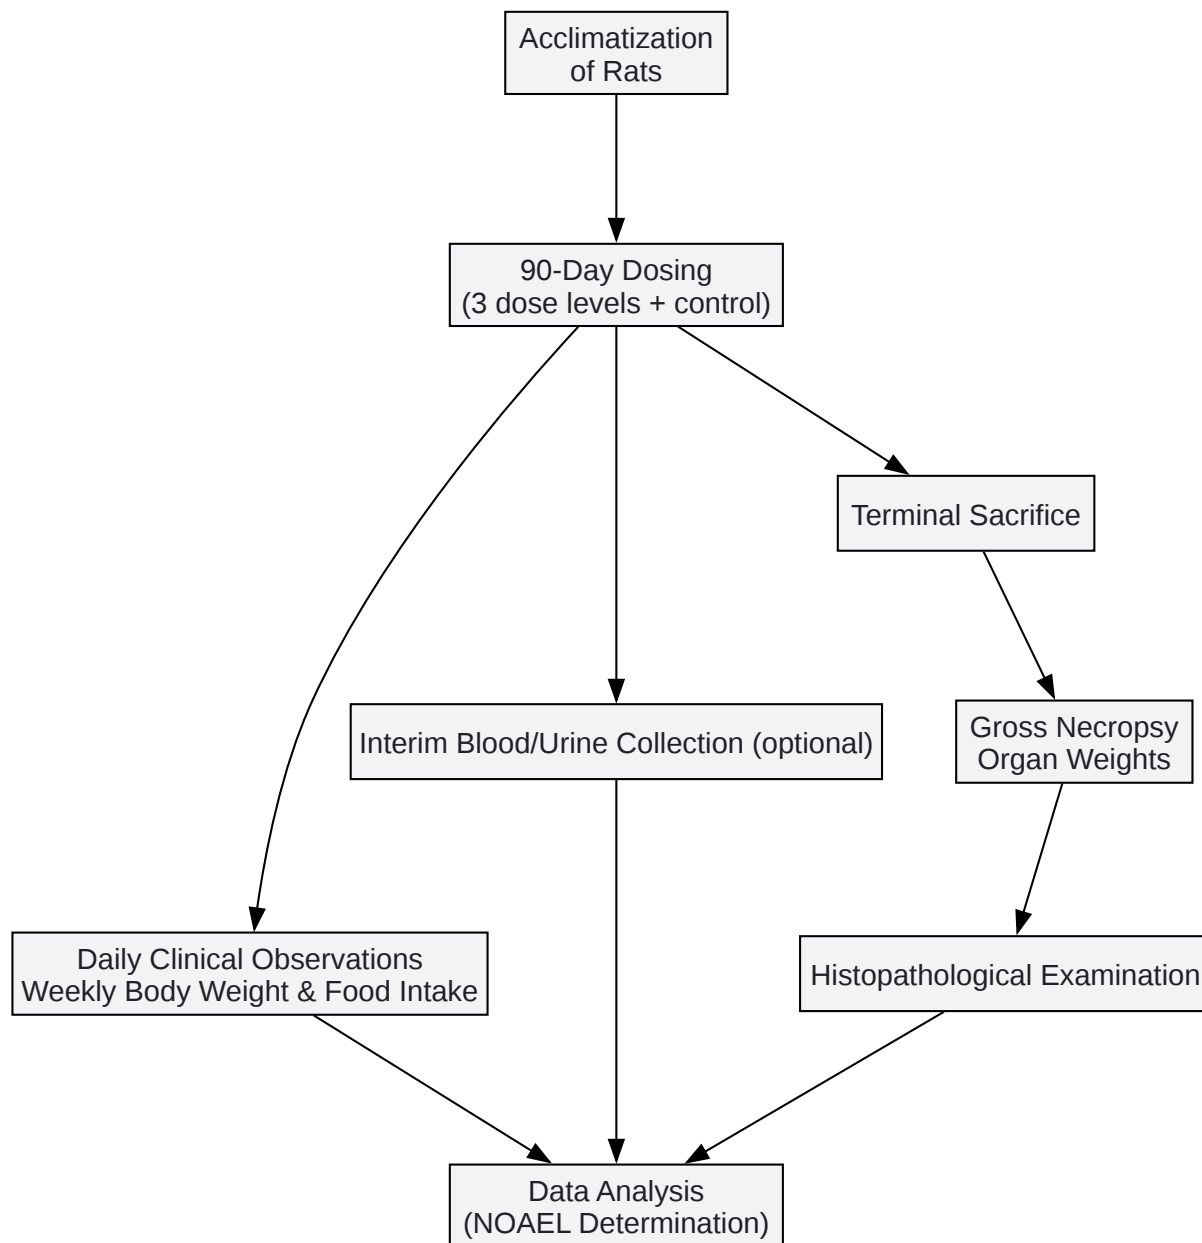 Acclimatization
of Rats
90-Day Dosing
(3 dose levels + control)
Terminal Sacrifice
Interim Blood/Urine Collection (optional)
Gross Necropsy
Organ Weights
Daily Clinical Observations
Weekly Body Weight & Food Intake
Histopathological Examination
Data Analysis
(NOAEL Determination)